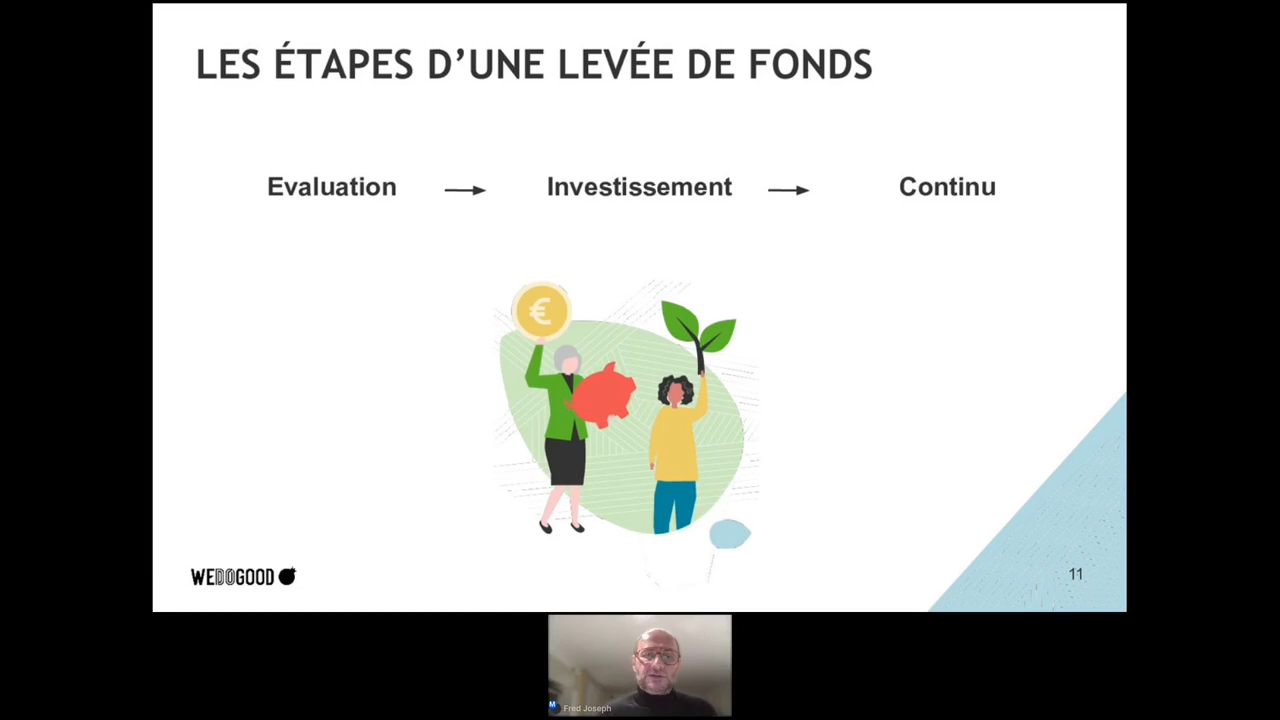 LES ÉTAPES D’UNE LEVÉE DE FONDS
Evaluation → Investissement → Continu
€
WEDOGOOD
11
M Fred Joseph